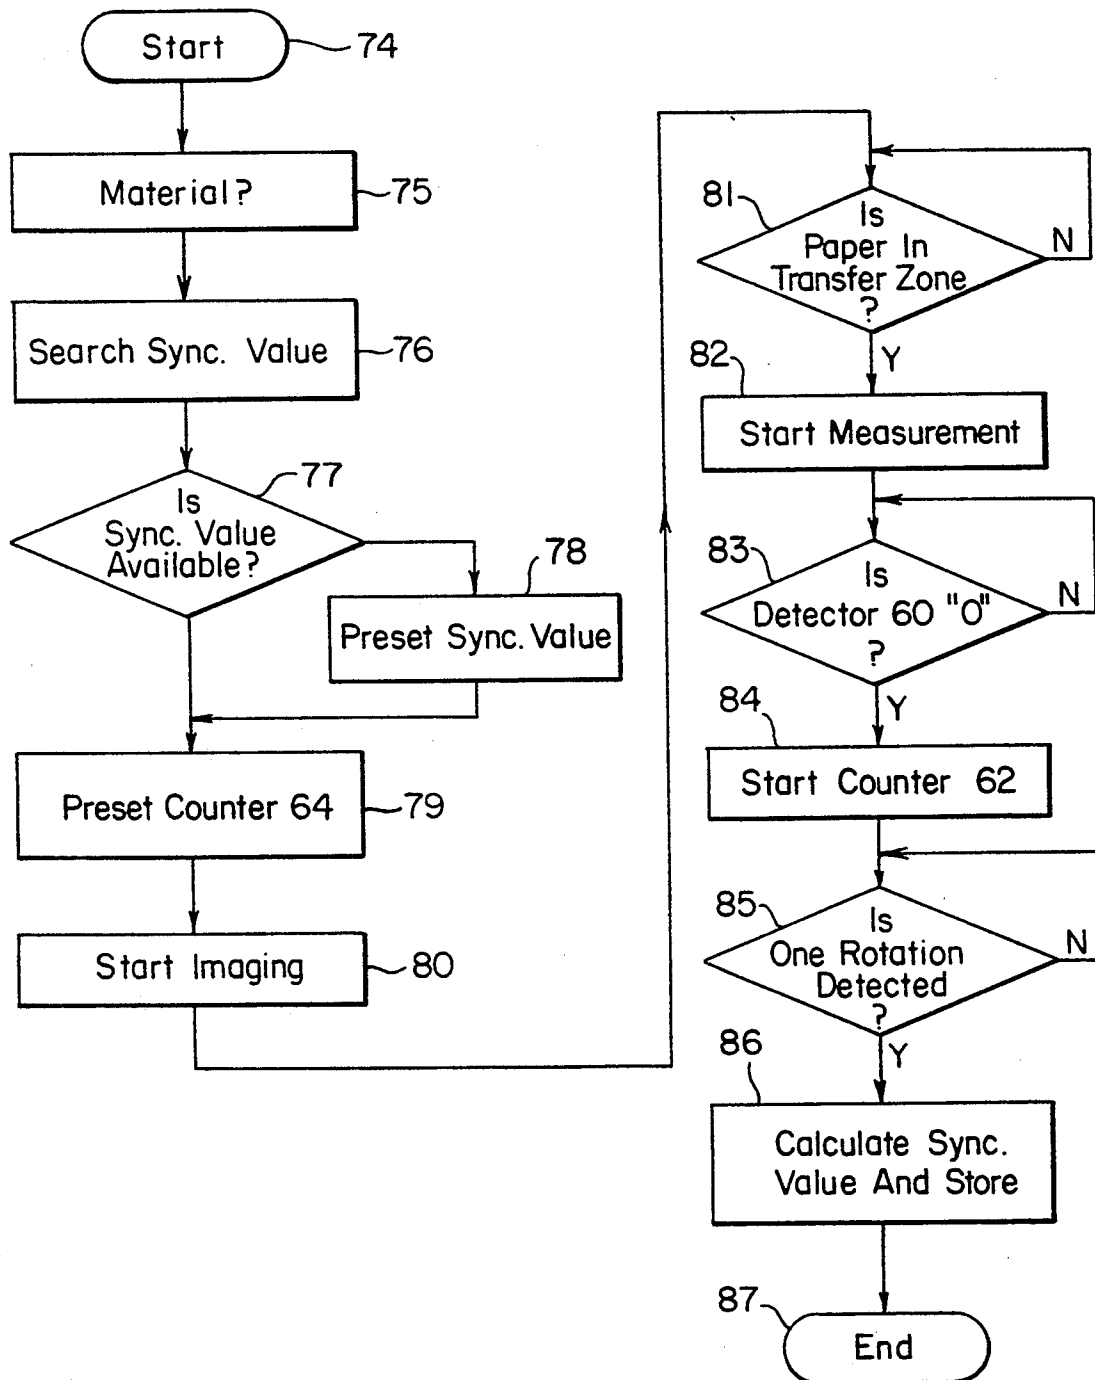 Start
74
Material?
75
Search Sync. Value
76
77
Is
Sync. Value
Available?
78
Preset Sync. Value
Preset Counter 64
79
Start Imaging
80
81
Is
Paper In
Transfer Zone
?
N
Y
82
Start Measurement
83
Is
Detector 60 "0"
?
N
Y
84
Start Counter 62
85
Is
One Rotation
Detected
?
N
Y
86
Calculate Sync.
Value And Store
87
End